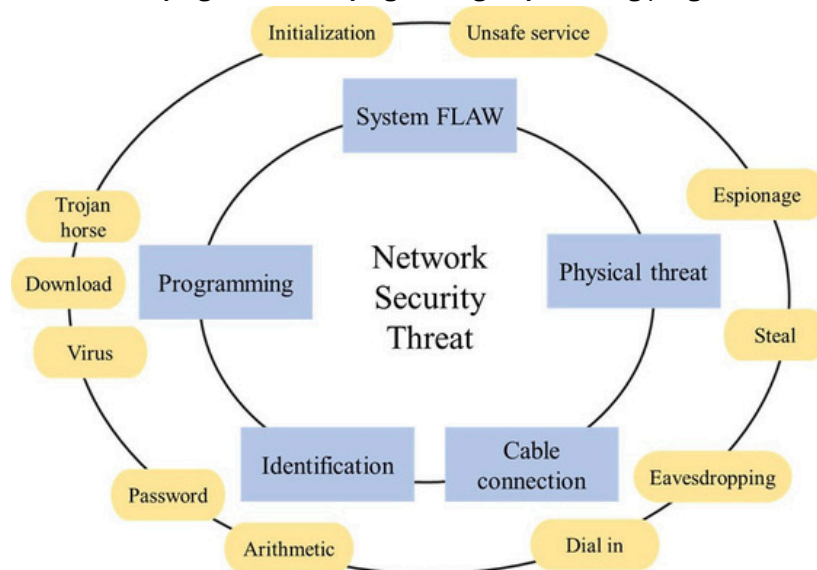 Initialization
Unsafe service
System FLAW
Espionage
Trojan
horse
Network
Security
Threat
Physical threat
Programming
Download
Steal
Virus
Identification
Cable
connection
Eavesdropping
Password
Dial in
Arithmetic